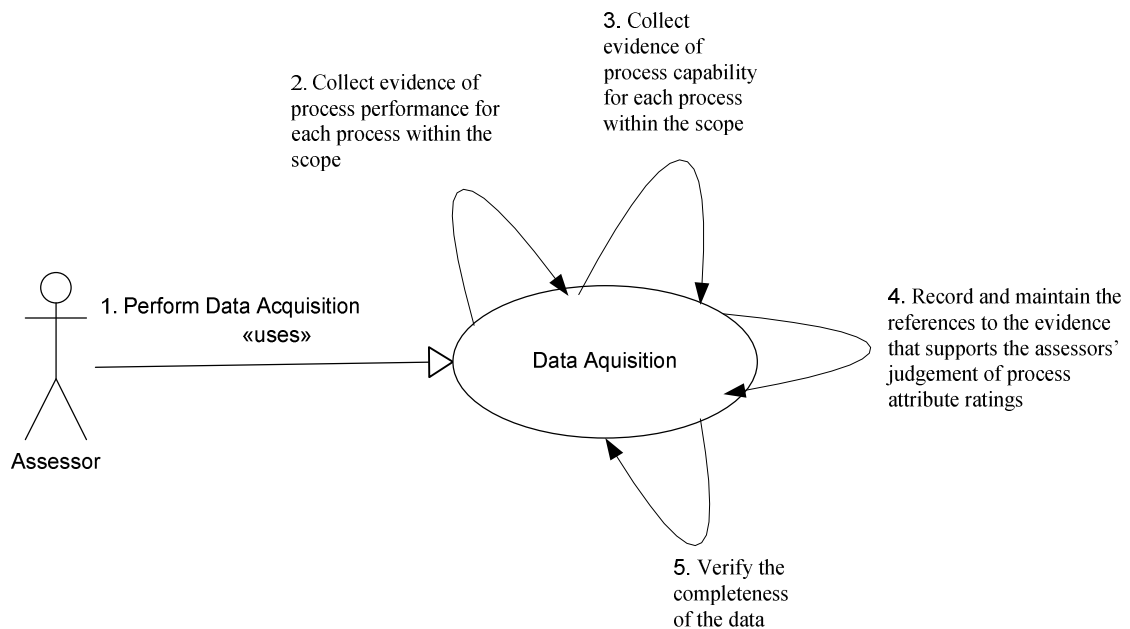 3. Collect
evidence of
process capability
for each process
within the scope
2. Collect evidence of
process performance for
each process within the
scope
1. Perform Data Acquisition
«uses»
Data Aquisition
4. Record and maintain the
references to the evidence
that supports the assessors’
judgement of process
attribute ratings
Assessor
5. Verify the
completeness
of the data